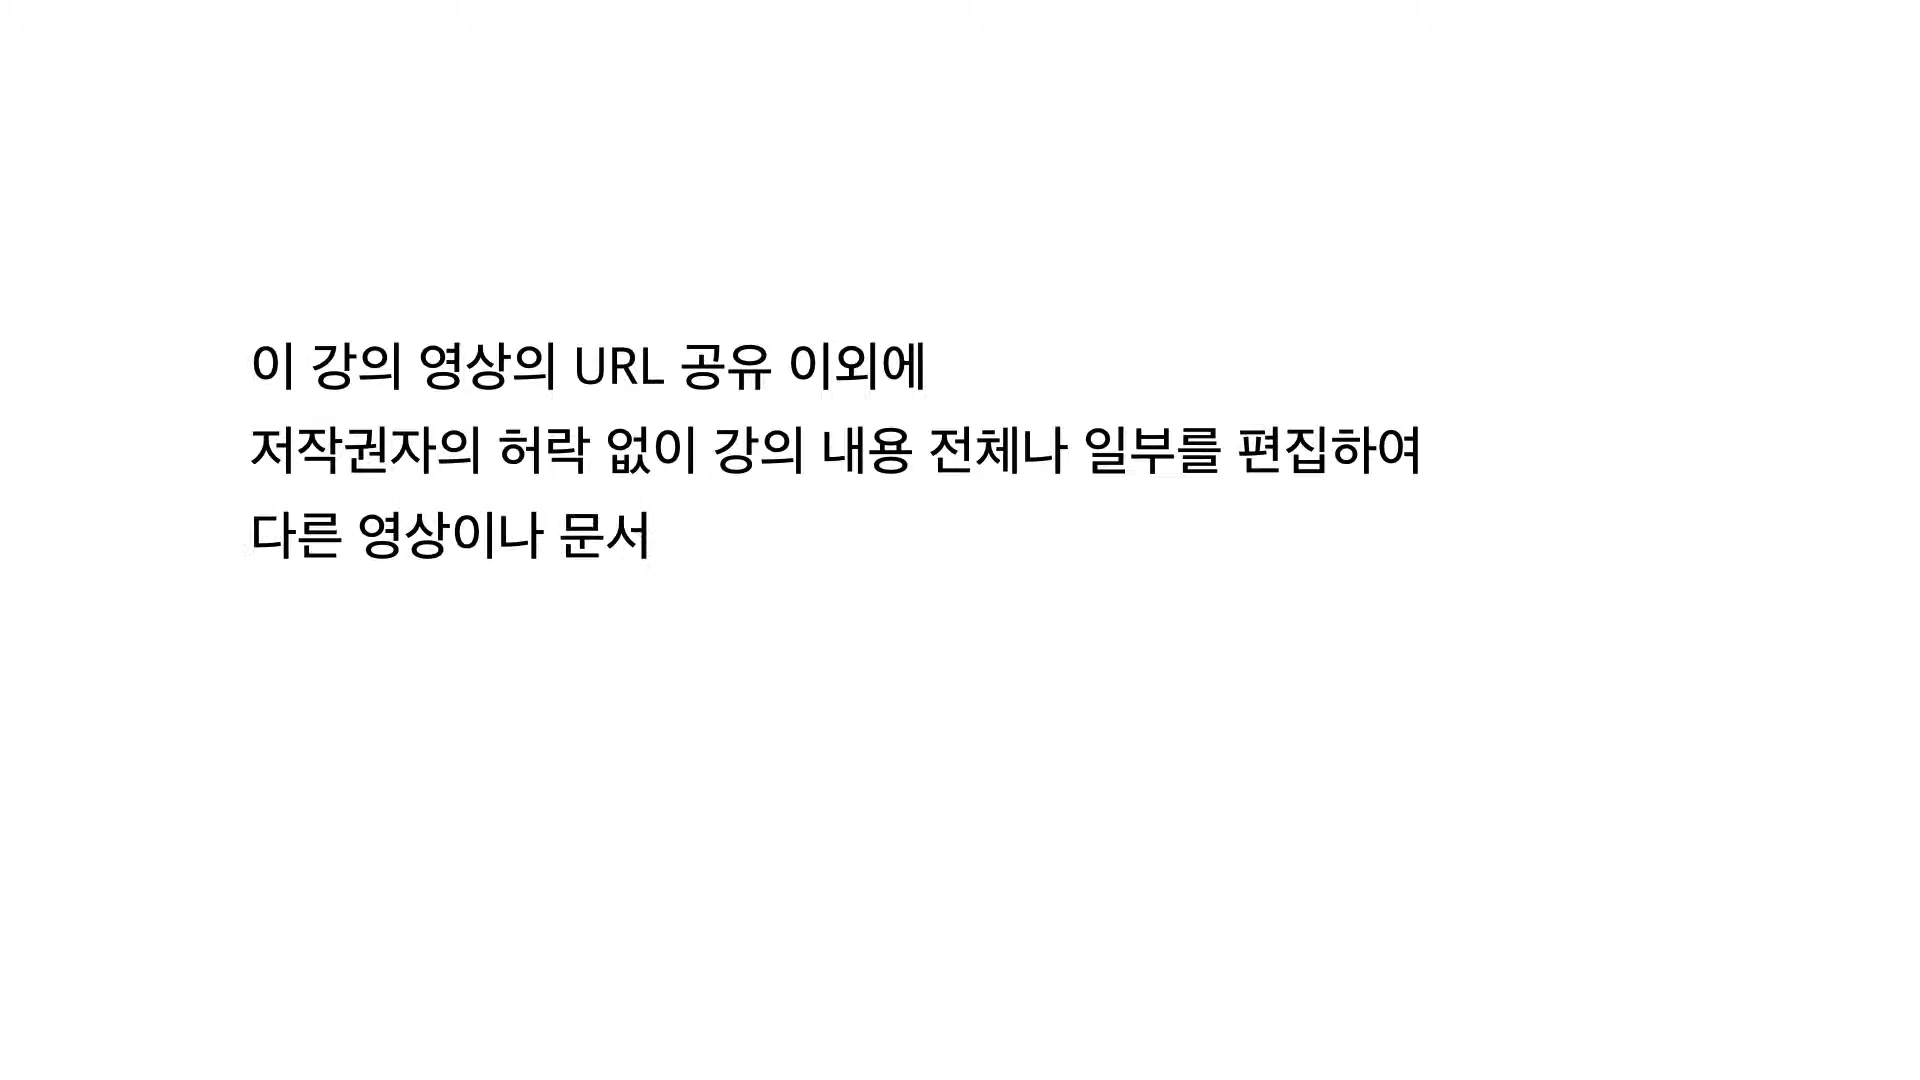 이 강의 영상의 URL 공유 이외에
저작권자의 허락 없이 강의 내용 전체나 일부를 편집하여
다른 영상이나 문서